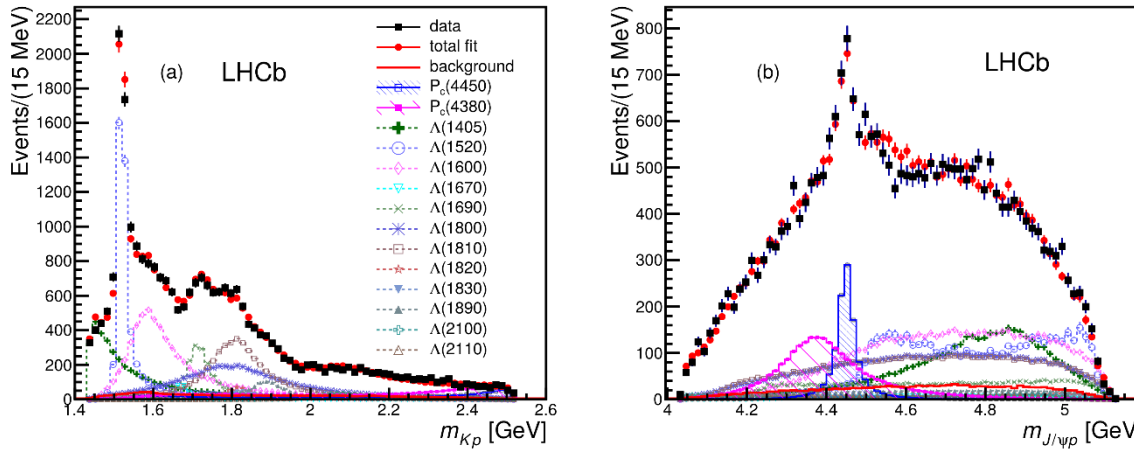 Events/(15 MeV)
2200
2000
1800
1600
1400
1200
1000
800
600
400
200
0
1.4
1.6
1.8
2
2.2
2.4
2.6
m_Kp [GeV]
(a)
LHCb
data
total fit
background
P_c(4450)
P_c(4380)
Λ(1405)
Λ(1520)
Λ(1600)
Λ(1670)
Λ(1690)
Λ(1800)
Λ(1810)
Λ(1820)
Λ(1830)
Λ(1890)
Λ(2100)
Λ(2110)
Events/(15 MeV)
800
700
600
500
400
300
200
100
0
4
4.2
4.4
4.6
4.8
5
m_J/ψp [GeV]
(b)
LHCb